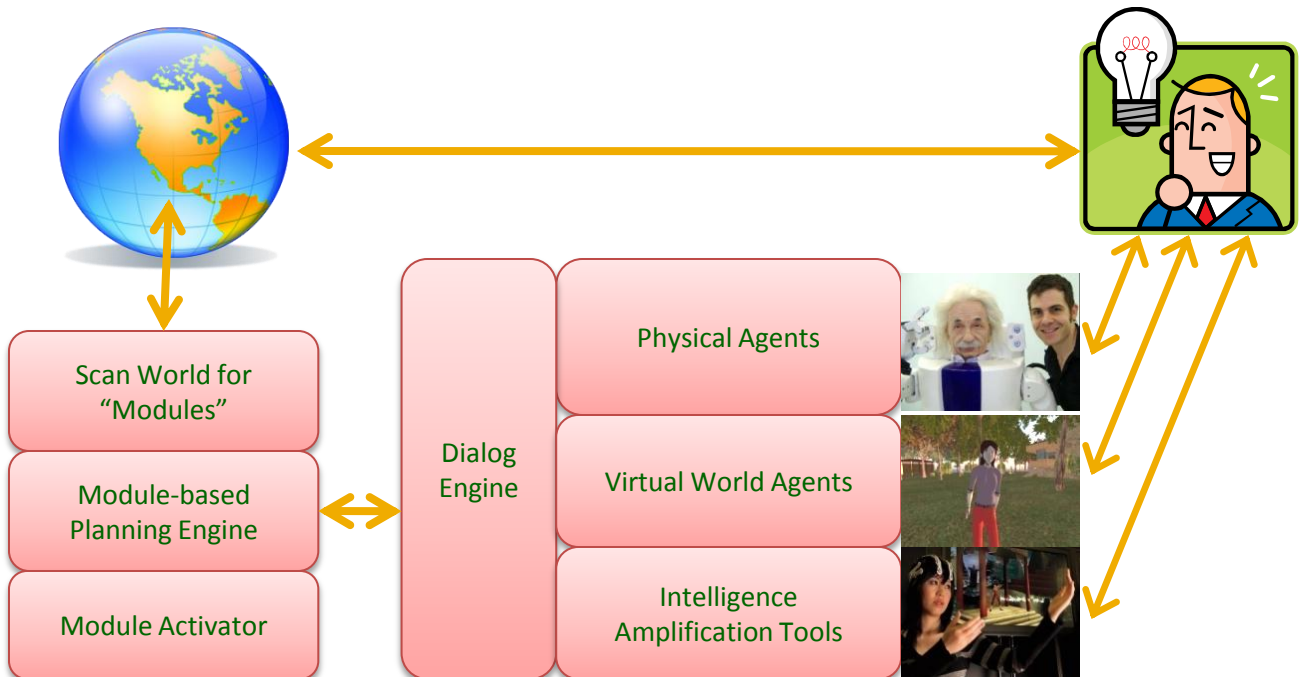 Scan World for
“Modules”
Module-based
Planning Engine
Module Activator
Dialog
Engine
Physical Agents
Virtual World Agents
Intelligence
Amplification Tools